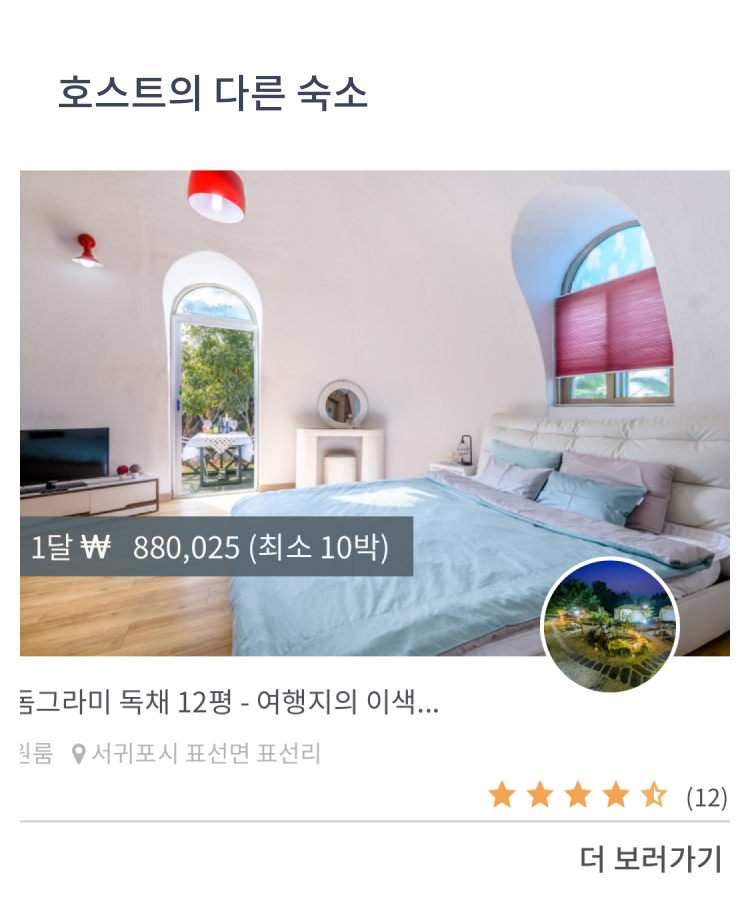 호스트의 다른 숙소
1달 ₩ 880,025 (최소 10박)
돔그라미 독채 12평 - 여행지의 이색...
원룸 서귀포시 표선면 표선리
(12)
더 보러가기